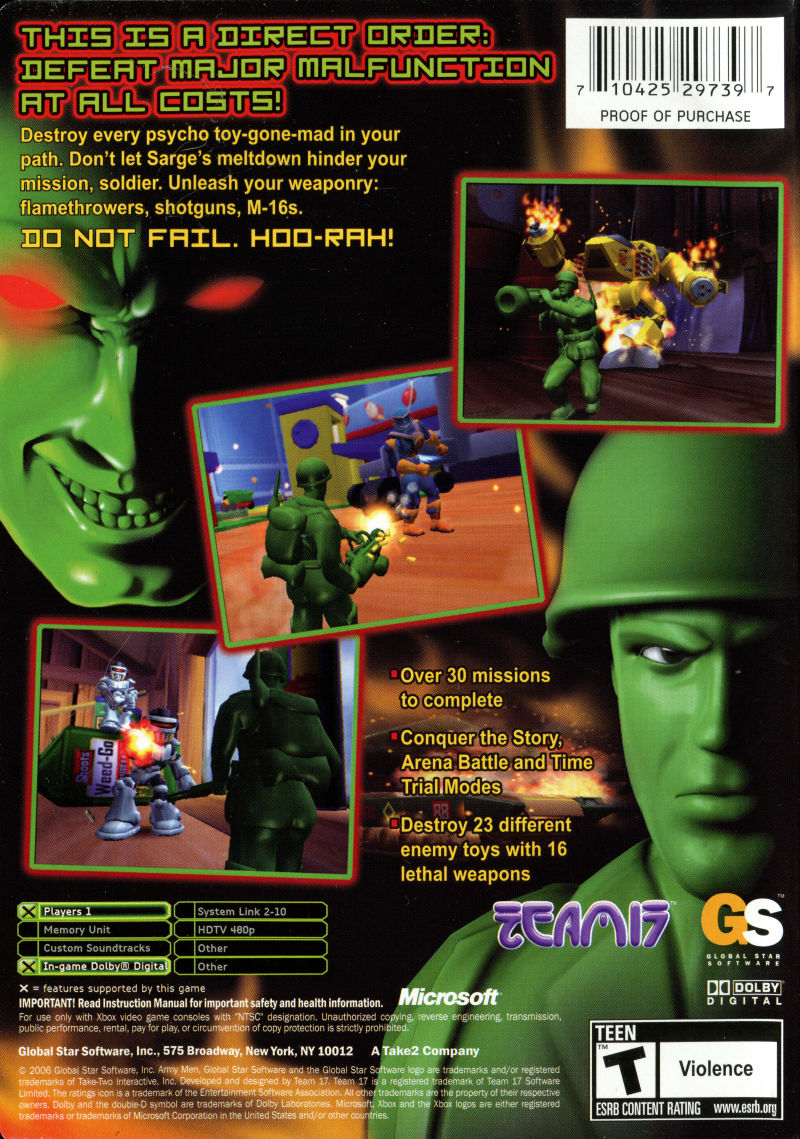 THIS IS A DIRECT ORDER:
DEFEAT MAJOR MALFUNCTION
AT ALL COSTS!
Destroy every psycho toy-gone-mad in your
path. Don't let Sarge's meltdown hinder your
mission, soldier. Unleash your weaponry:
flamethrowers, shotguns, M-16s.
DO NOT FAIL. HOO-RAH!
7 10425 29739 7
PROOF OF PURCHASE
Shoots
Weed-Go
Over 30 missions
to complete
Conquer the Story,
Arena Battle and Time
Trial Modes
Destroy 23 different
enemy toys with 16
lethal weapons
Players 1
System Link 2-10
Memory Unit
HDTV 480p
Custom Soundtracks
Other
In-game Dolby® Digital
Other
X = features supported by this game
TEAM17™
GS™
GLOBAL STAR
SOFTWARE
DOLBY
DIGITAL
IMPORTANT! Read Instruction Manual for important safety and health information.
Microsoft®
For use only with Xbox video game consoles with "NTSC" designation. Unauthorized copying, reverse engineering, transmission,
public performance, rental, pay for play, or circumvention of copy protection is strictly prohibited.
Global Star Software, Inc., 575 Broadway, New York, NY 10012 A Take2 Company
© 2006 Global Star Software, Inc. Army Men, Global Star Software and the Global Star Software logo are trademarks and/or registered
trademarks of Take-Two Interactive, Inc. Developed and designed by Team 17. Team 17 is a registered trademark of Team 17 Software
Limited. The ratings icon is a trademark of the Entertainment Software Association. All other trademarks are the property of their respective
owners. Dolby and the double-D symbol are trademarks of Dolby Laboratories. Microsoft, Xbox and the Xbox logos are either registered
trademarks or trademarks of Microsoft Corporation in the United States and/or other countries.
TEEN
T™
Violence
ESRB CONTENT RATING www.esrb.org